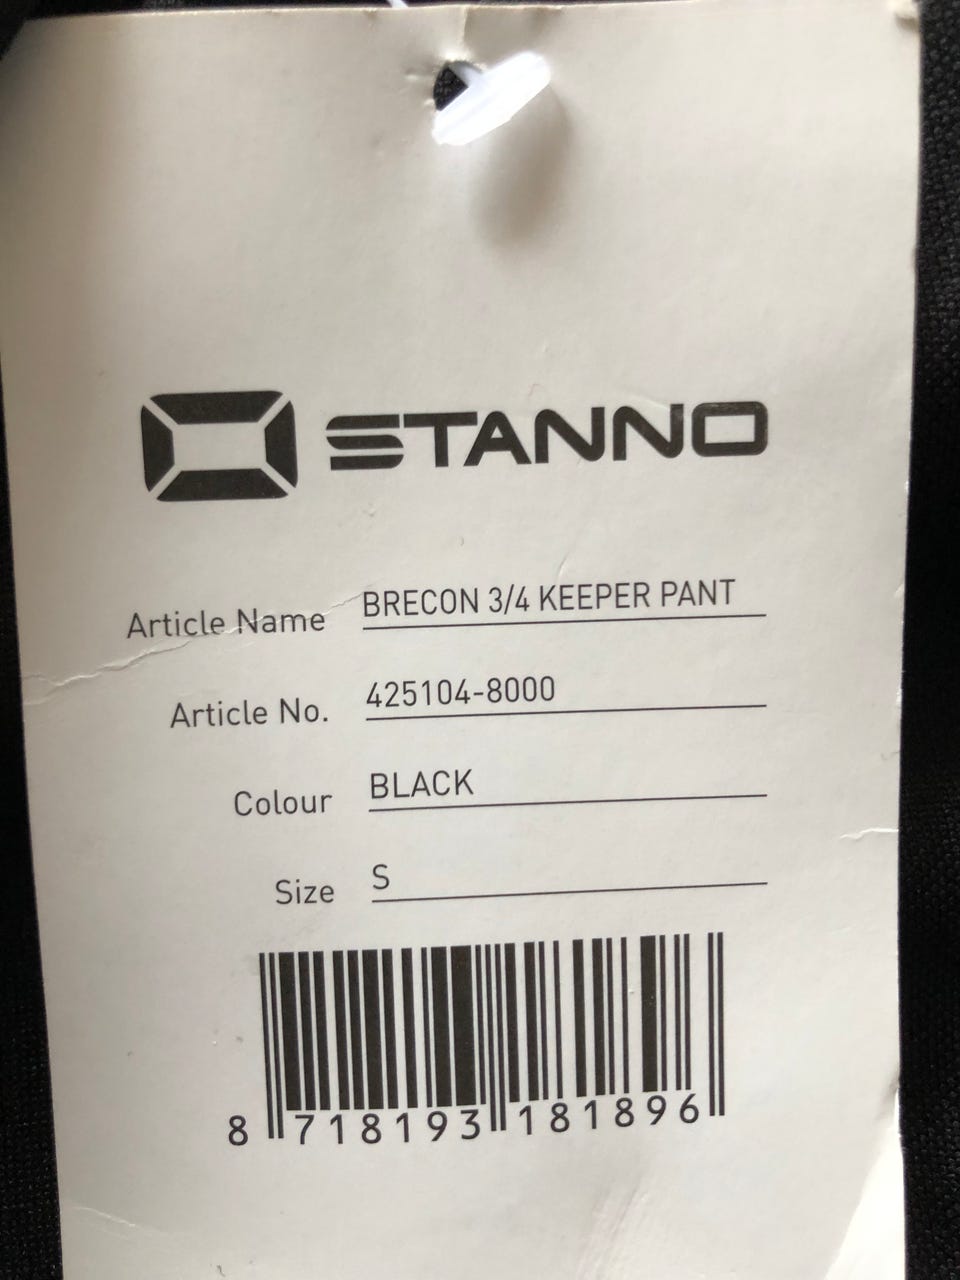 STANNO
Article Name BRECON 3/4 KEEPER PANT
Article No. 425104-8000
Colour BLACK
Size S
8 718193 181896